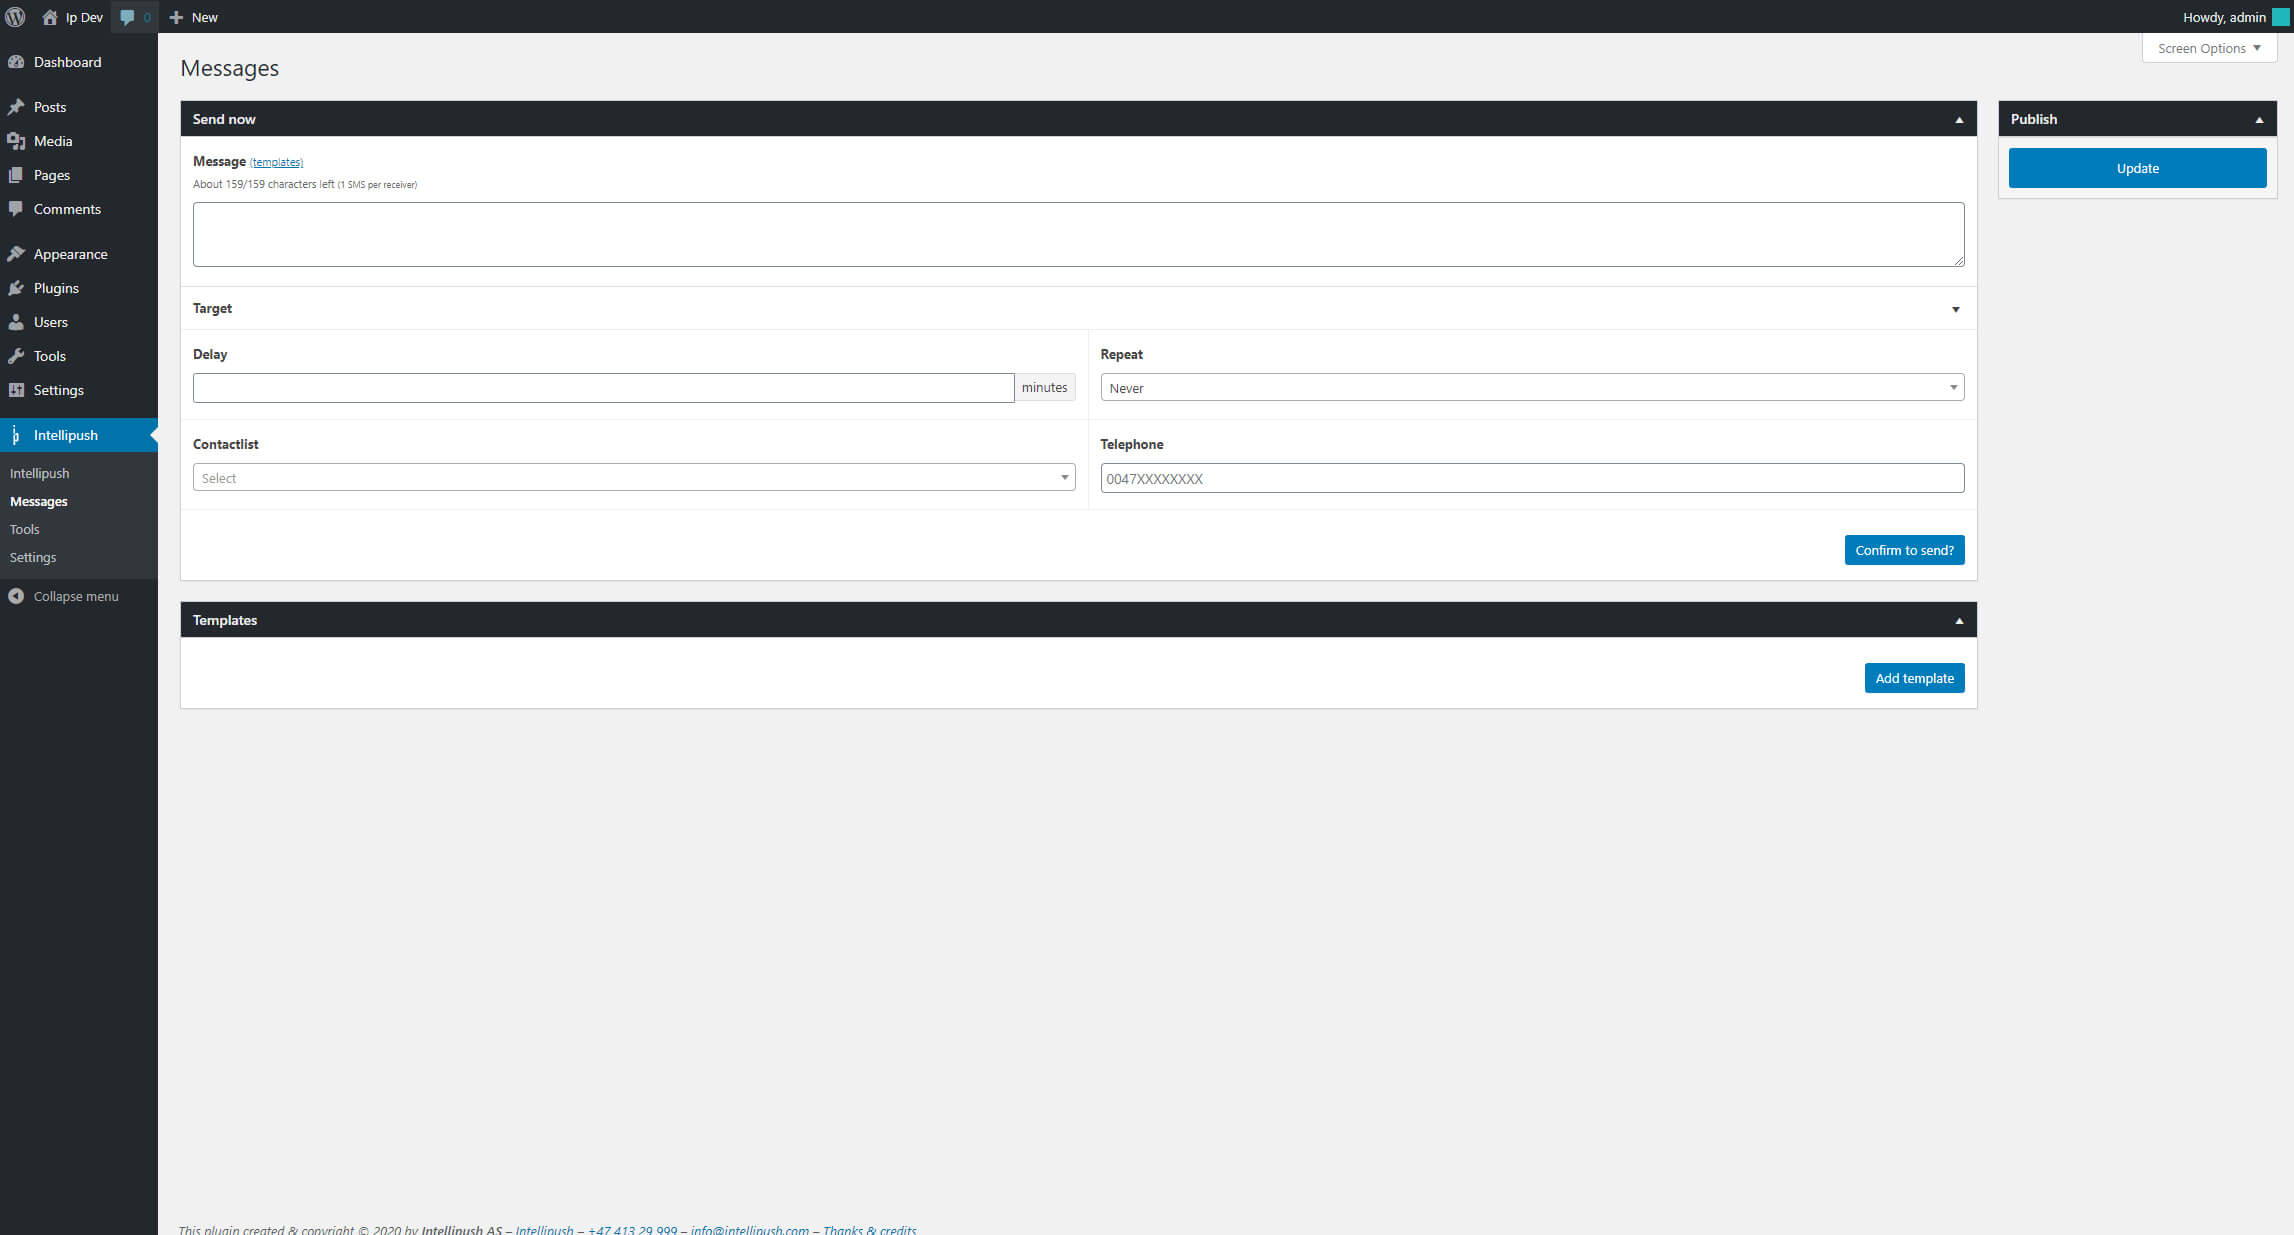 Ip Dev
0
New
Howdy, admin
Screen Options
Dashboard
Posts
Media
Pages
Comments
Appearance
Plugins
Users
Tools
Settings
Intellipush
Intellipush
Messages
Tools
Settings
Collapse menu
Messages
Send now
Message (templates)
About 159/159 characters left (1 SMS per receiver)
Target
Delay
minutes
Repeat
Never
Contactlist
Select
Telephone
0047XXXXXXXX
Confirm to send?
Templates
Add template
Publish
Update
This plugin created & copyright © 2020 by Intellipush AS – Intellipush – +47 413 29 999 – info@intellipush.com – Thanks & credits